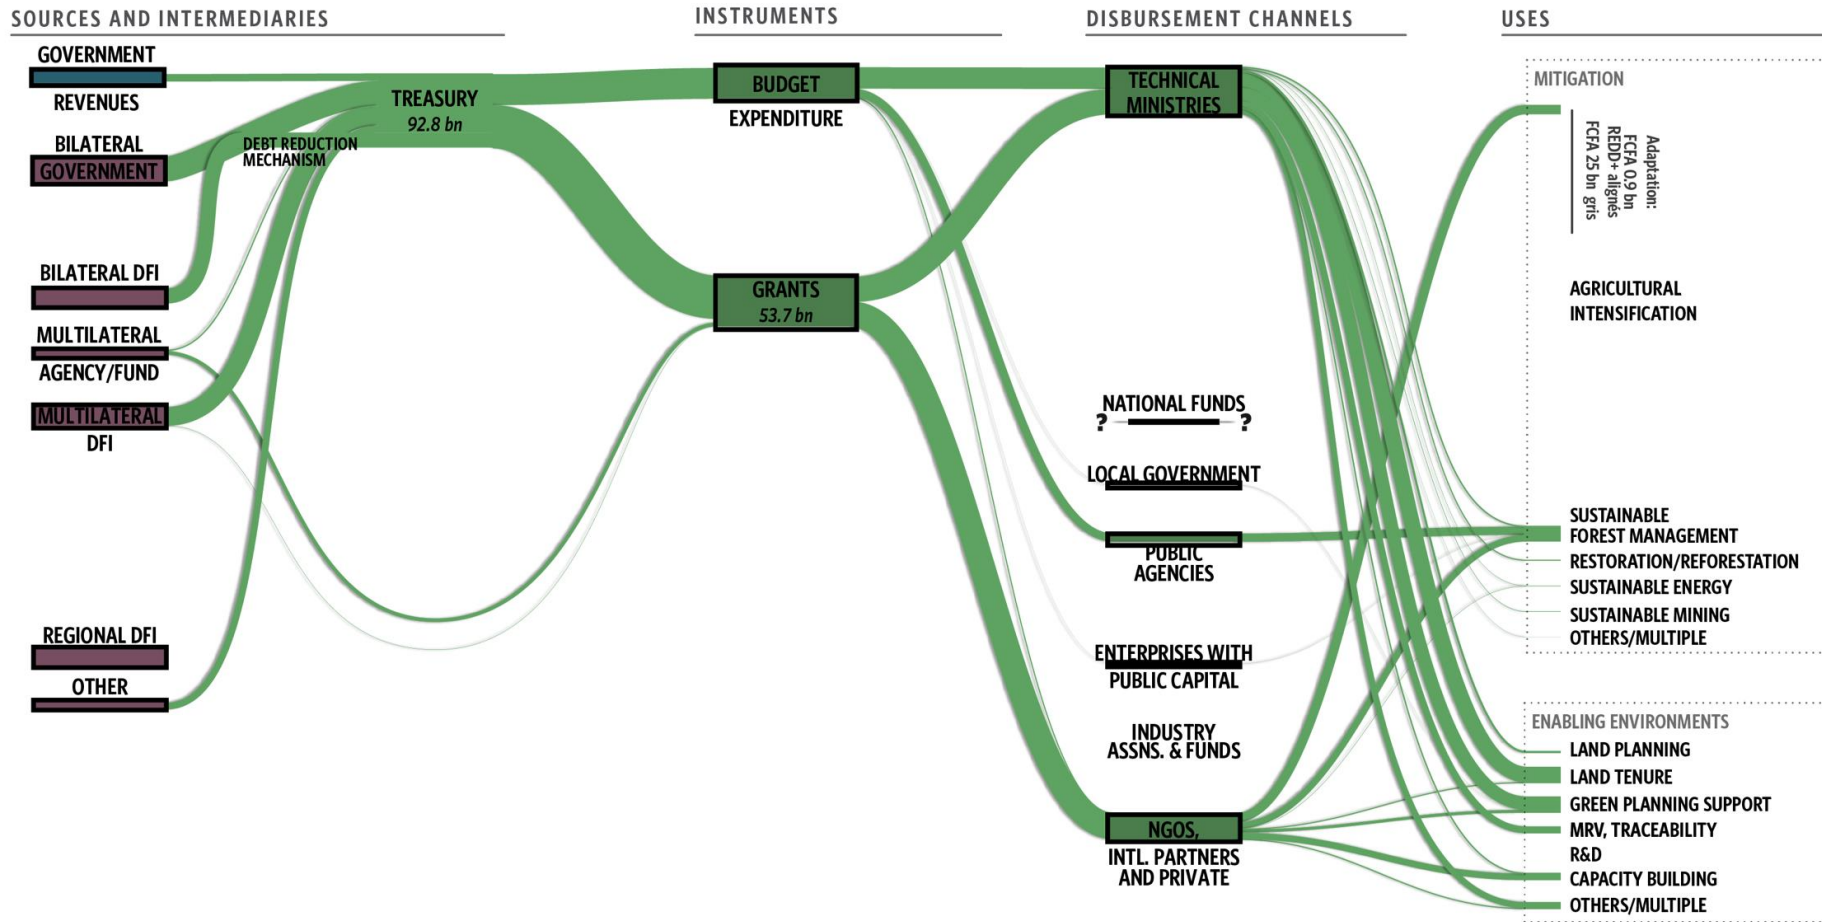 SOURCES AND INTERMEDIARIES
INSTRUMENTS
DISBURSEMENT CHANNELS
USES
GOVERNMENT
REVENUES
BILATERAL
GOVERNMENT
BILATERAL DFI
MULTILATERAL
AGENCY/FUND
MULTILATERAL
DFI
REGIONAL DFI
OTHER
TREASURY
92.8 bn
DEBT REDUCTION
MECHANISM
BUDGET
EXPENDITURE
GRANTS
53.7 bn
TECHNICAL
MINISTRIES
NATIONAL FUNDS
? ?
LOCAL GOVERNMENT
PUBLIC
AGENCIES
ENTERPRISES WITH
PUBLIC CAPITAL
INDUSTRY
ASSNS. & FUNDS
NGOS,
INTL. PARTNERS
AND PRIVATE
MITIGATION
Adaptation:
FCFA 0.9 bn
REDD+ alignés
FCFA 25 bn gris
AGRICULTURAL
INTENSIFICATION
SUSTAINABLE
FOREST MANAGEMENT
RESTORATION/REFORESTATION
SUSTAINABLE ENERGY
SUSTAINABLE MINING
OTHERS/MULTIPLE
ENABLING ENVIRONMENTS
LAND PLANNING
LAND TENURE
GREEN PLANNING SUPPORT
MRV, TRACEABILITY
R&D
CAPACITY BUILDING
OTHERS/MULTIPLE